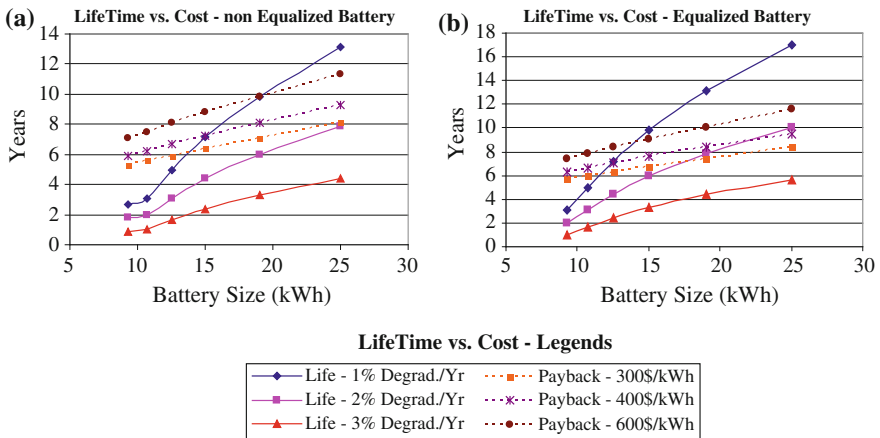 (a)
LifeTime vs. Cost - non Equalized Battery
14
12
10
8
6
4
2
0
Years
5
10
15
20
25
30
Battery Size (kWh)
(b)
LifeTime vs. Cost - Equalized Battery
18
16
14
12
10
8
6
4
2
0
Years
5
10
15
20
25
30
Battery Size (kWh)
LifeTime vs. Cost - Legends
Life - 1% Degrad./Yr
Payback - 300$/kWh
Life - 2% Degrad./Yr
Payback - 400$/kWh
Life - 3% Degrad./Yr
Payback - 600$/kWh